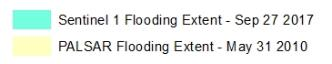 Sentinel 1 Flooding Extent - Sep 27 2017
PALSAR Flooding Extent - May 31 2010